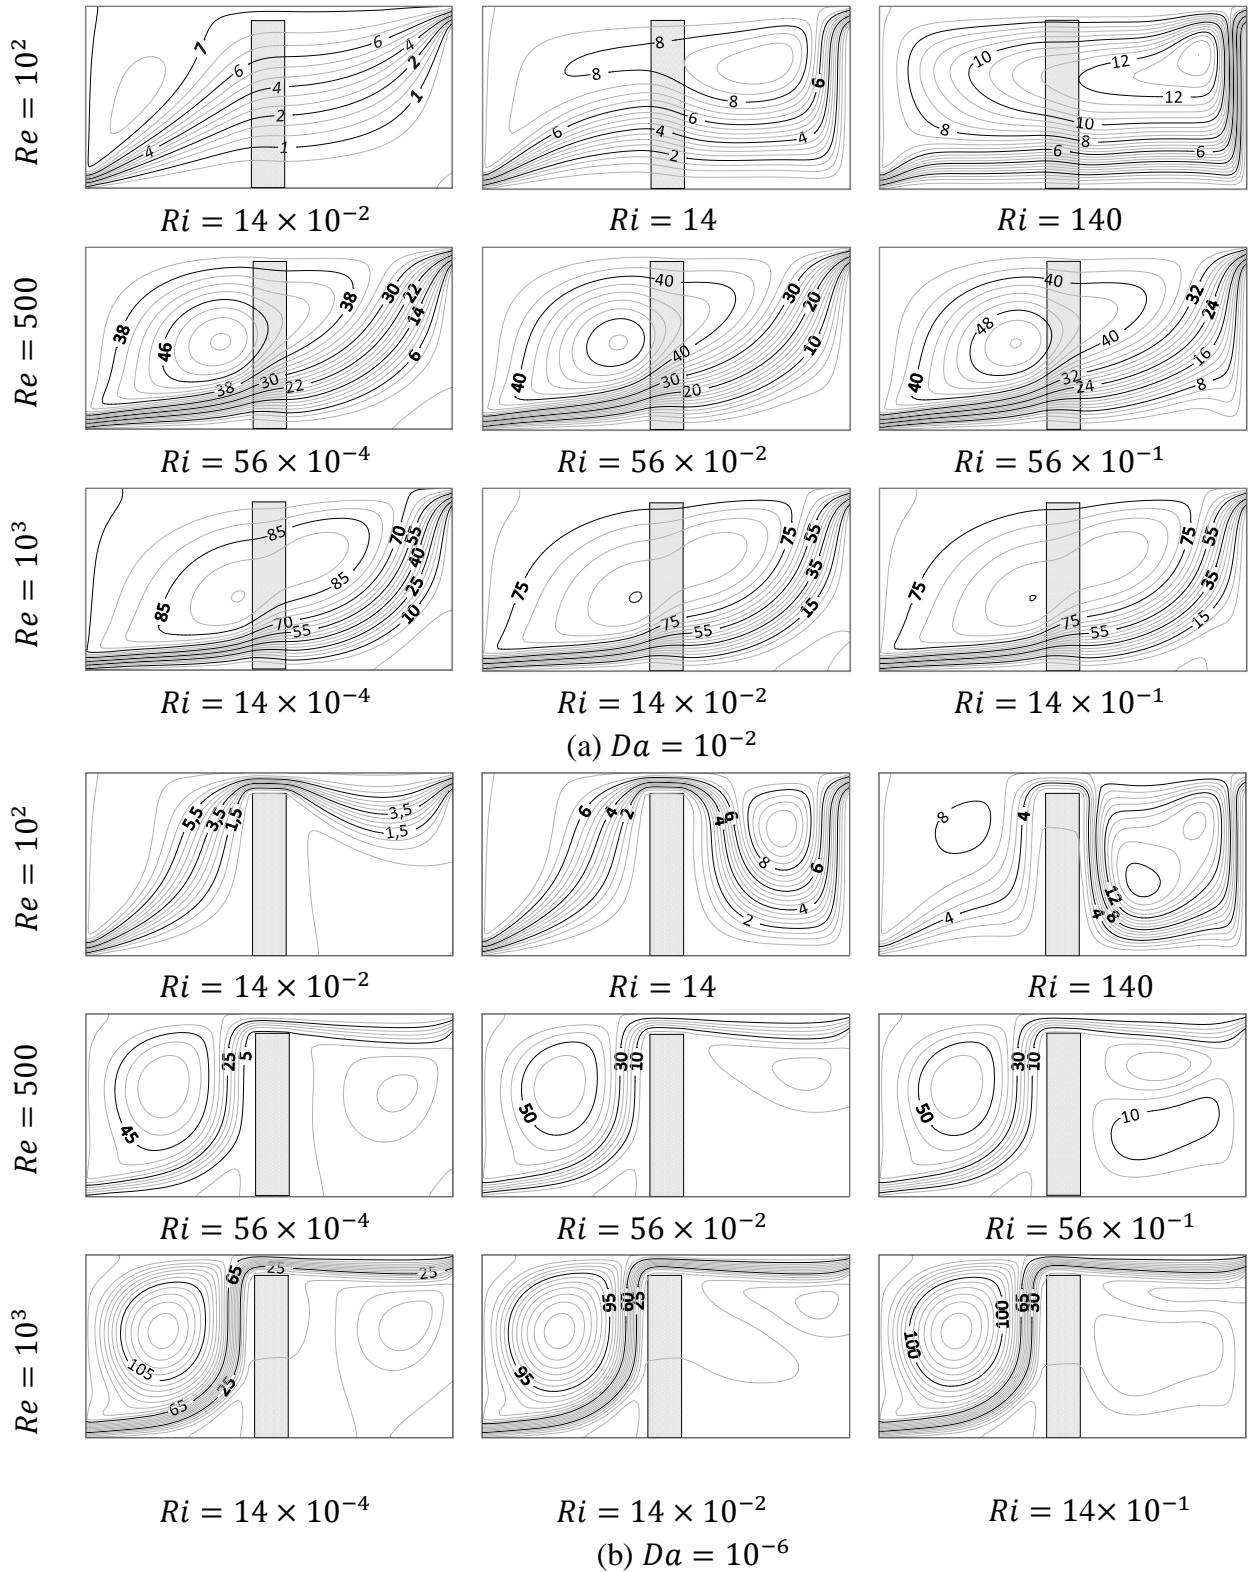 Re = 10²
7 6 4 2 1 6 4 2 1 4
8 8 8 6 6 4 4 2 6
10 12 12 10 8 8 6 6
Ri = 14 × 10⁻² Ri = 14 Ri = 140
Re = 500
38 46 38 30 22 14 6 38 30 22
40 40 40 30 20 30 20 10
40 48 40 40 32 24 32 24 16 8
Ri = 56 × 10⁻⁴ Ri = 56 × 10⁻² Ri = 56 × 10⁻¹
Re = 10³
85 85 85 70 55 40 25 10 70 55
75 75 55 35 15 75 55
75 75 55 35 15 75 55
Ri = 14 × 10⁻⁴ Ri = 14 × 10⁻² Ri = 14 × 10⁻¹
(a) Da = 10⁻²
Re = 10²
5,5 3,5 1,5 3,5 1,5
6 4 2 4 6 8 6 4 2
8 4 4 12 8 4
Ri = 14 × 10⁻² Ri = 14 Ri = 140
Re = 500
45 25 5
50 30 10
50 30 10 10
Ri = 56 × 10⁻⁴ Ri = 56 × 10⁻² Ri = 56 × 10⁻¹
Re = 10³
105 65 25 25 65 25
95 95 60 25
100 100 65 30
Ri = 14 × 10⁻⁴ Ri = 14 × 10⁻² Ri = 14× 10⁻¹
(b) Da = 10⁻⁶